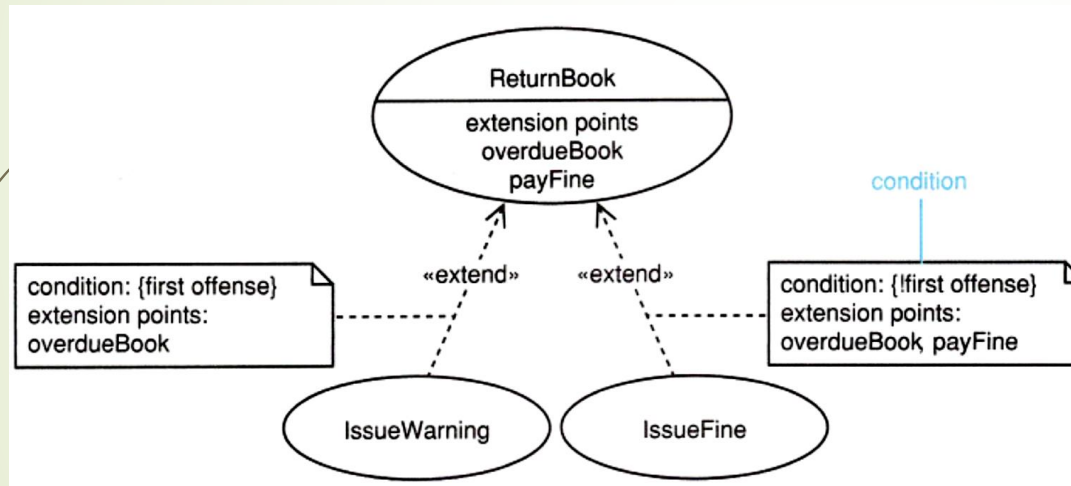 ReturnBook
extension points
overdueBook
payFine
condition
«extend»
«extend»
condition: {first offense}
extension points:
overdueBook
condition: {!first offense}
extension points:
overdueBook, payFine
IssueWarning
IssueFine